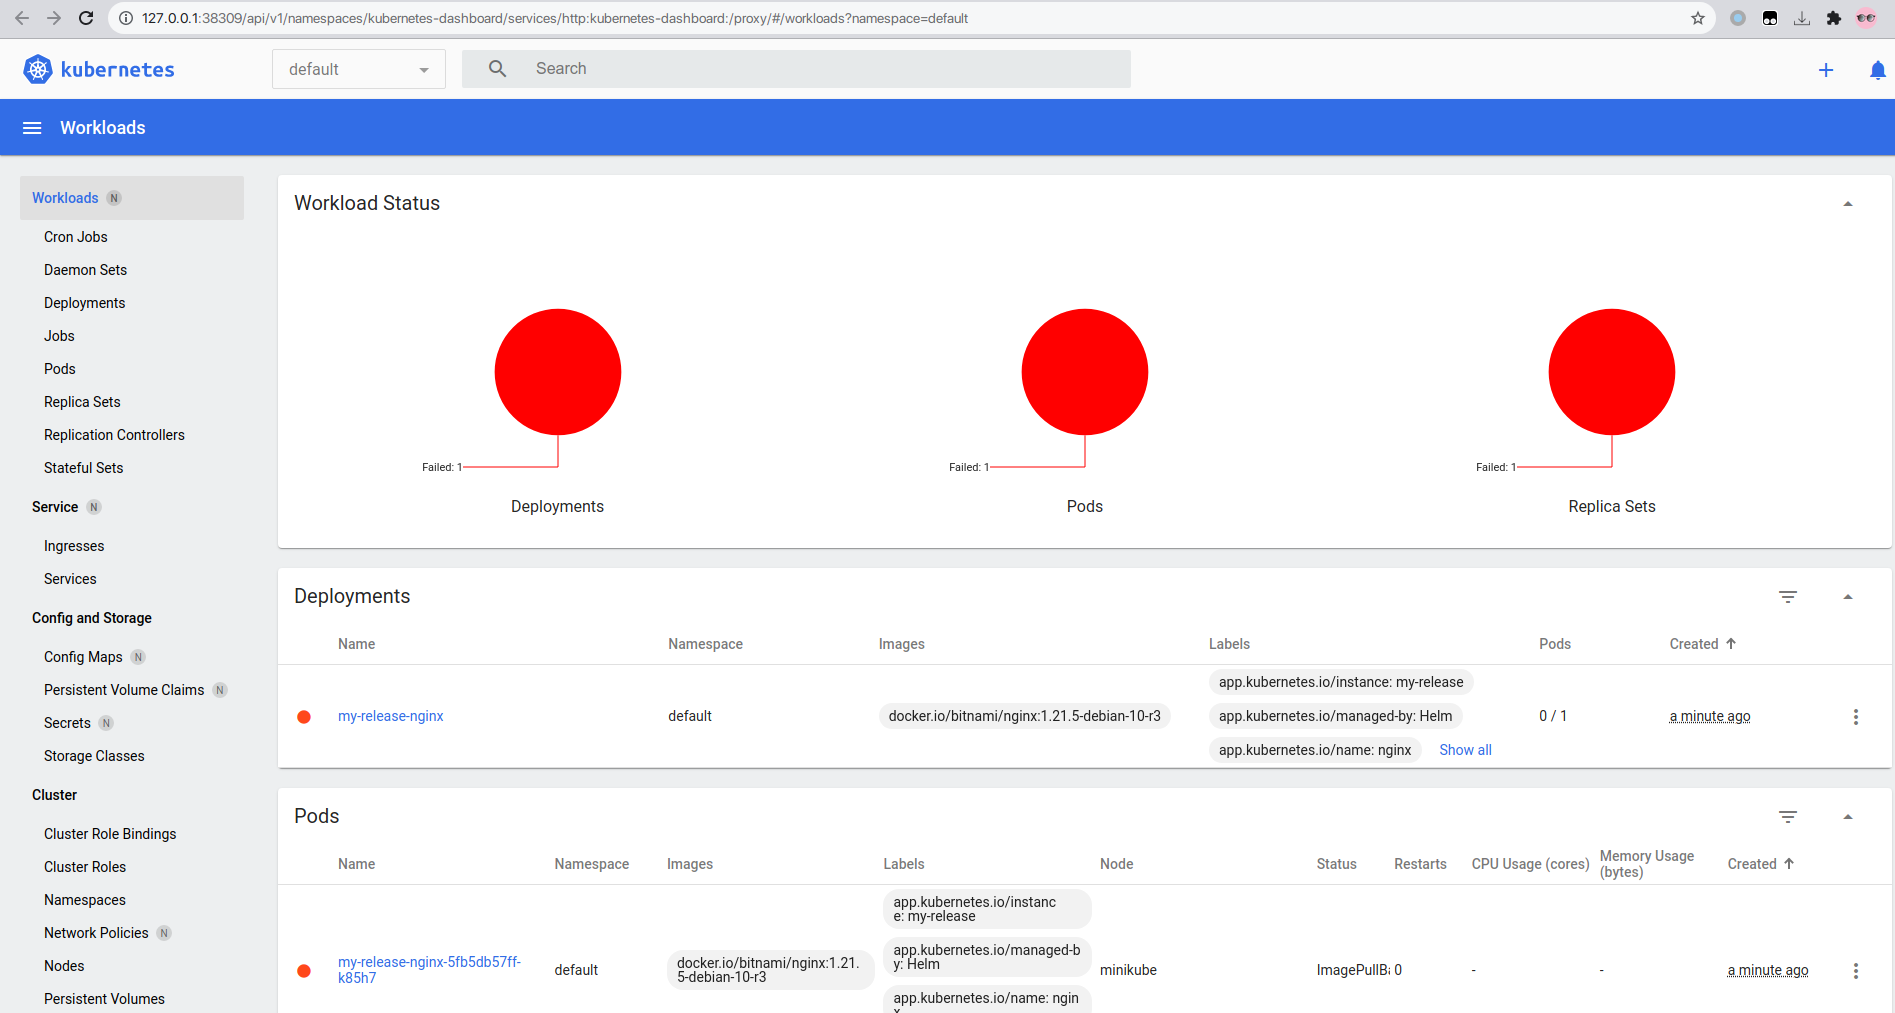 127.0.0.1:38309/api/v1/namespaces/kubernetes-dashboard/services/http:kubernetes-dashboard:/proxy/#/workloads?namespace=default
kubernetes
default
Search
Workloads
Workloads N
Cron Jobs
Daemon Sets
Deployments
Jobs
Pods
Replica Sets
Replication Controllers
Stateful Sets
Service N
Ingresses
Services
Config and Storage
Config Maps N
Persistent Volume Claims N
Secrets N
Storage Classes
Cluster
Cluster Role Bindings
Cluster Roles
Namespaces
Network Policies N
Nodes
Persistent Volumes
Workload Status
Failed: 1
Failed: 1
Failed: 1
Deployments
Pods
Replica Sets
Deployments
Name Namespace Images Labels Pods Created
app.kubernetes.io/instance: my-release
my-release-nginx default docker.io/bitnami/nginx:1.21.5-debian-10-r3 app.kubernetes.io/managed-by: Helm 0 / 1 a minute ago
app.kubernetes.io/name: nginx Show all
Pods
Name Namespace Images Labels Node Status Restarts CPU Usage (cores) Memory Usage
(bytes) Created
my-release-nginx-5fb5db57ff-
k85h7
default
docker.io/bitnami/nginx:1.21.
5-debian-10-r3
app.kubernetes.io/instanc
e: my-release
app.kubernetes.io/managed-b
y: Helm
app.kubernetes.io/name: ngin
minikube
ImagePullB
0
-
-
a minute ago